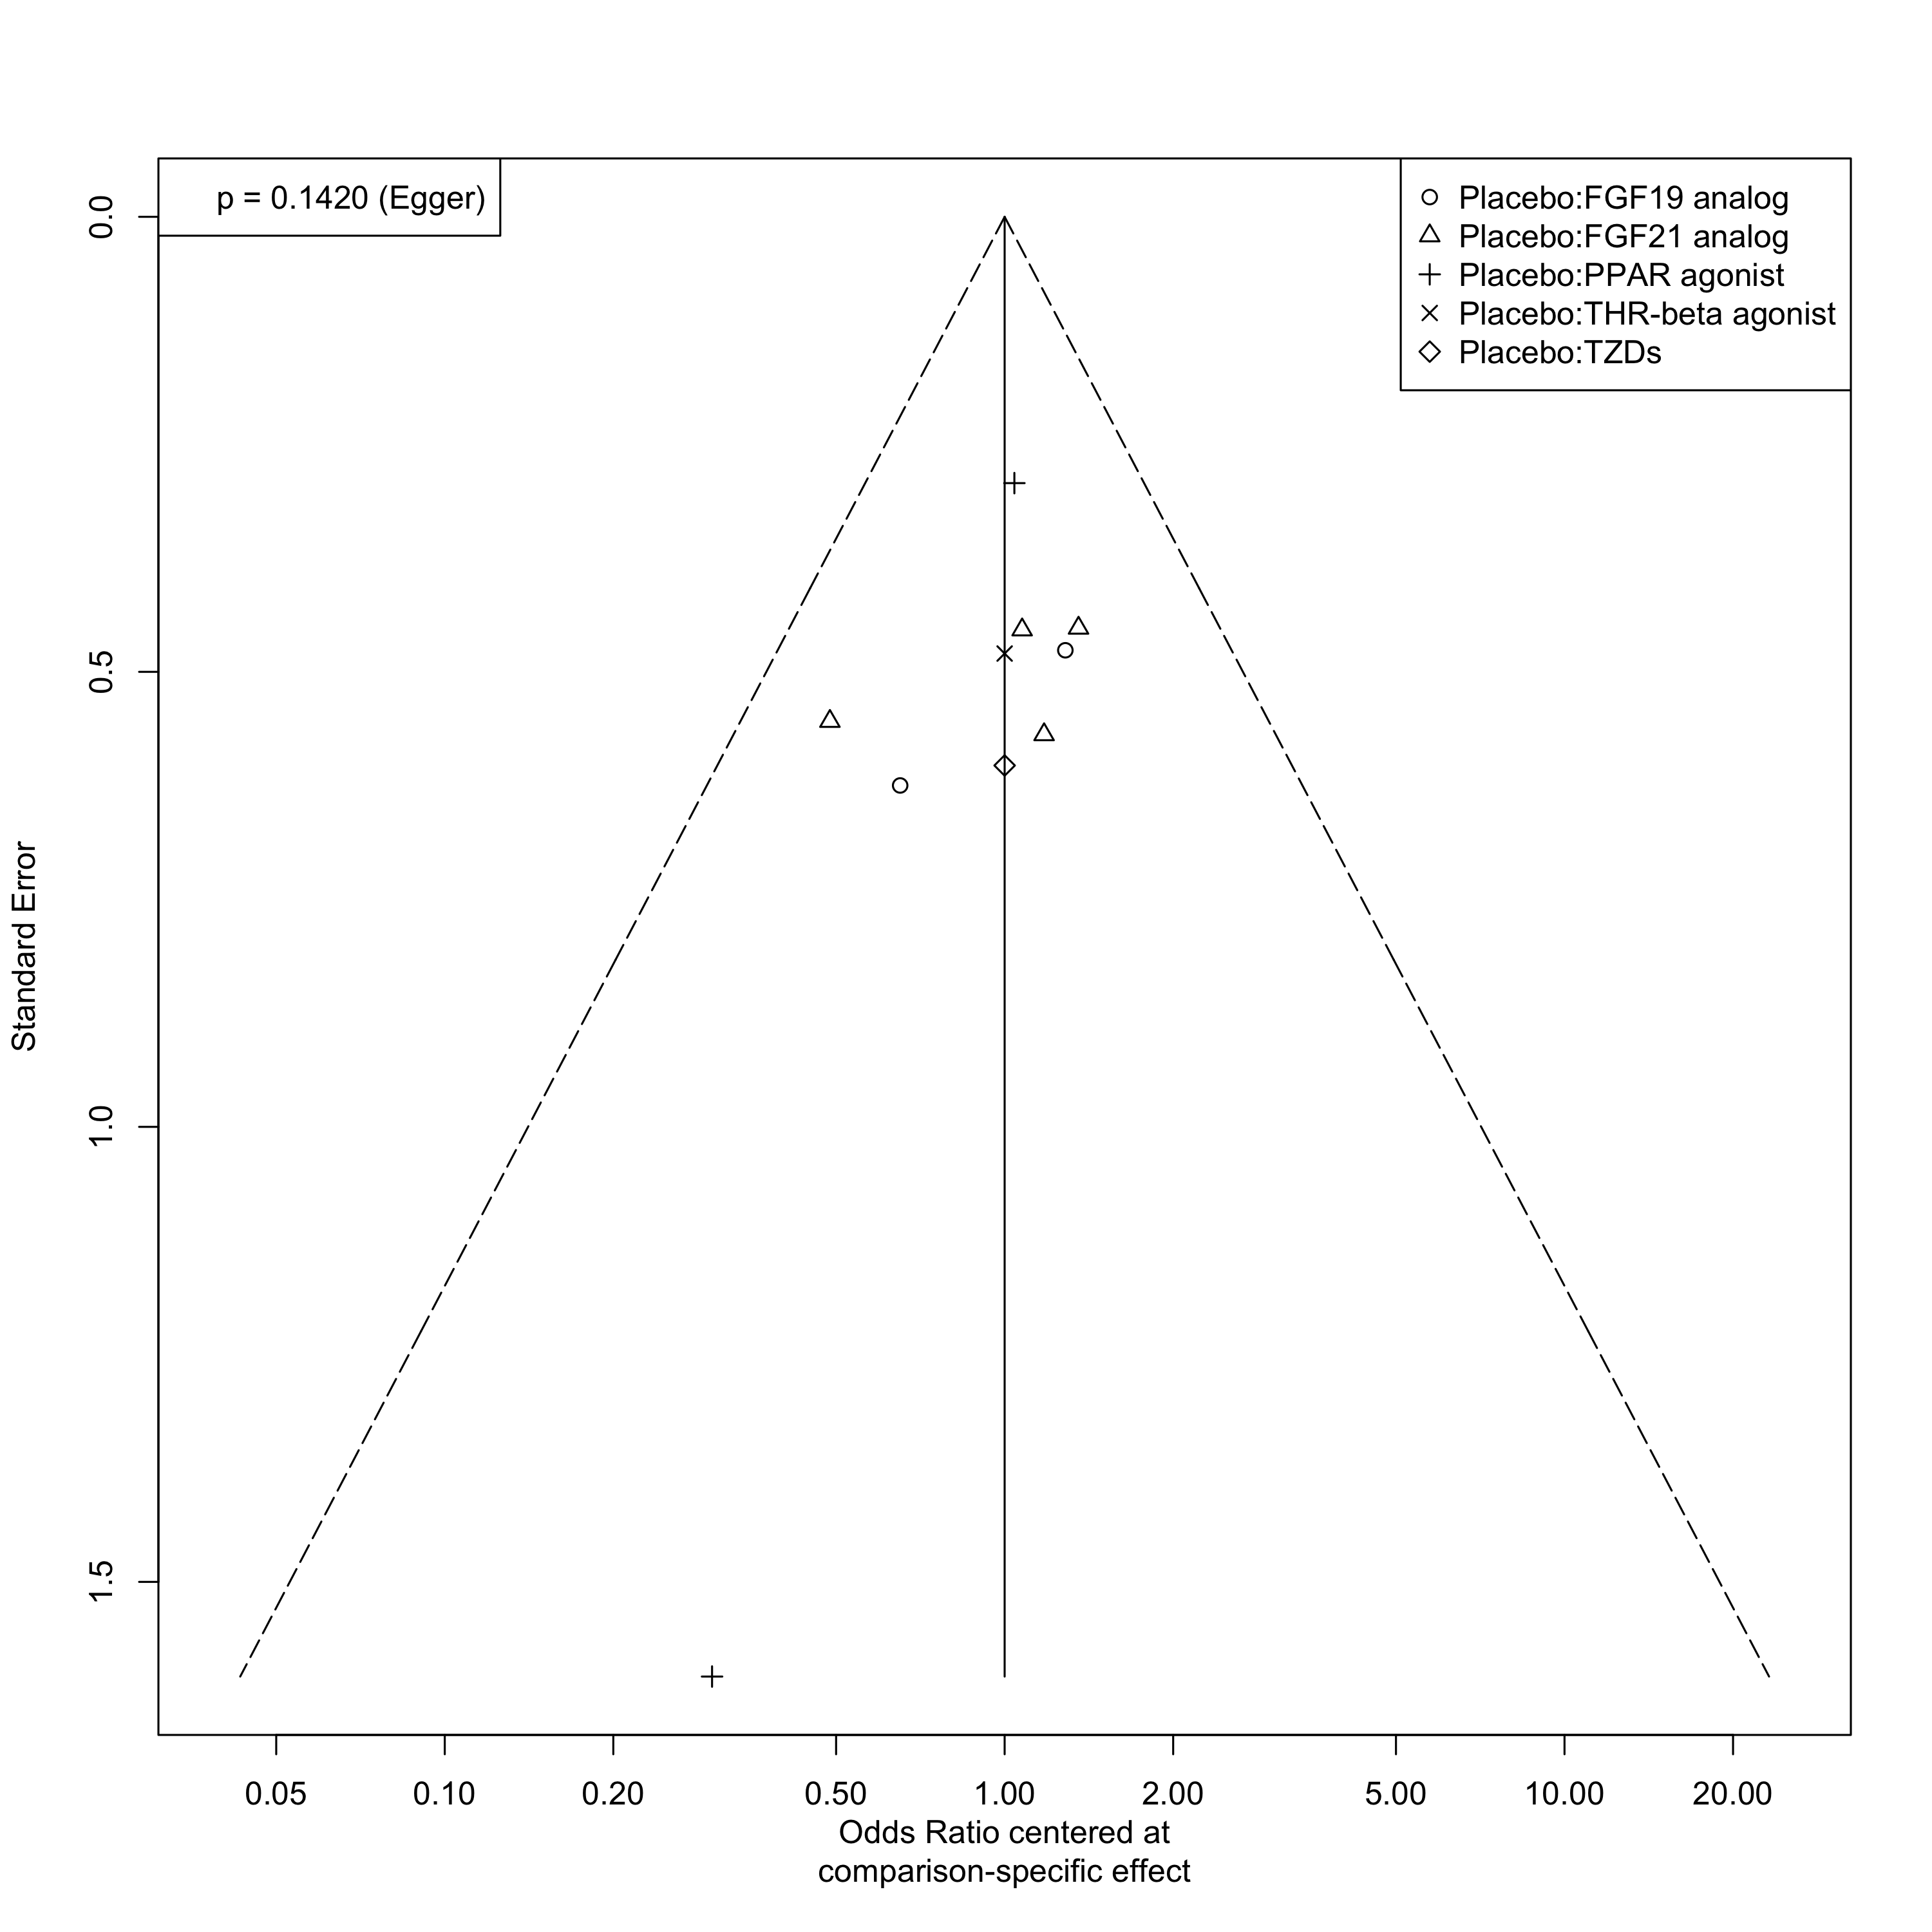 p = 0.1420 (Egger)
Placebo:FGF19 analog
Placebo:FGF21 analog
Placebo:PPAR agonist
Placebo:THR-beta agonist
Placebo:TZDs
Standard Error
0.0
0.5
1.0
1.5
0.05 0.10 0.20 0.50 1.00 2.00 5.00 10.00 20.00
Odds Ratio centered at
comparison-specific effect